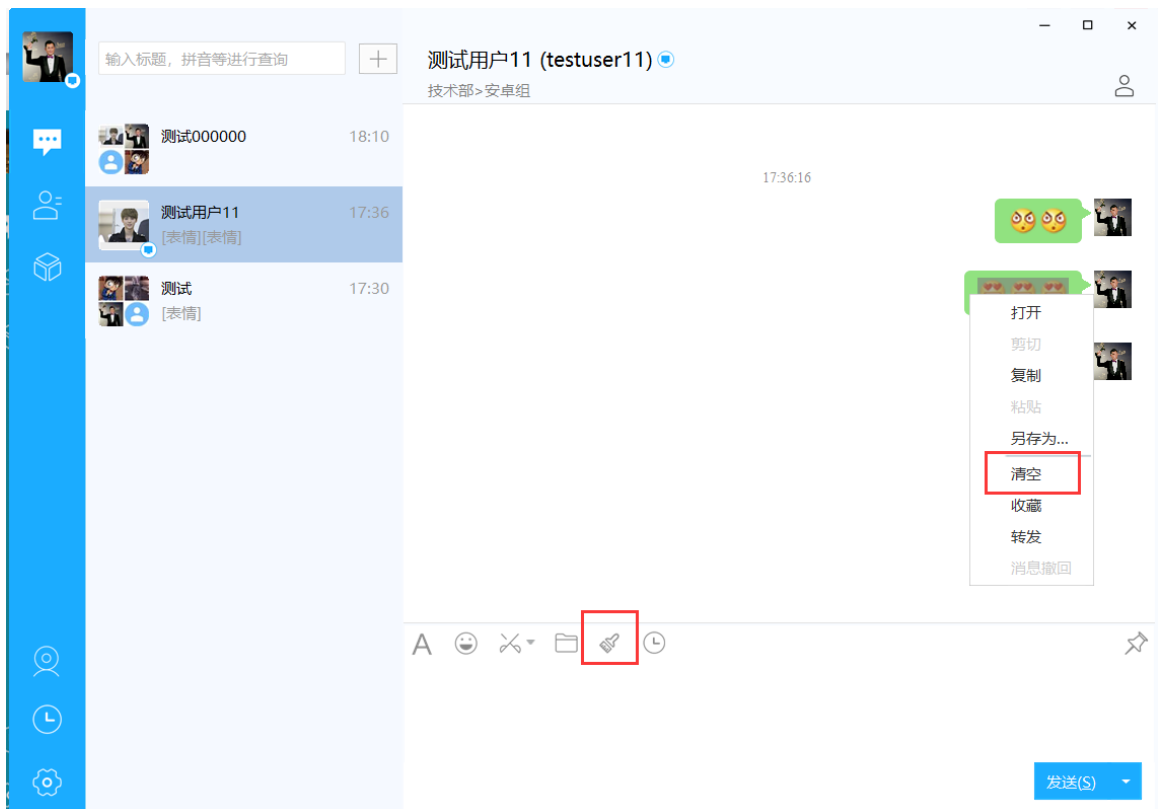 输入标题，拼音等进行查询
测试000000
18:10
测试用户11
17:36
[表情][表情]
测试
17:30
[表情]
测试用户11 (testuser11)
技术部>安卓组
17:36:16
打开
剪切
复制
粘贴
另存为...
清空
收藏
转发
消息撤回
A
发送(S)